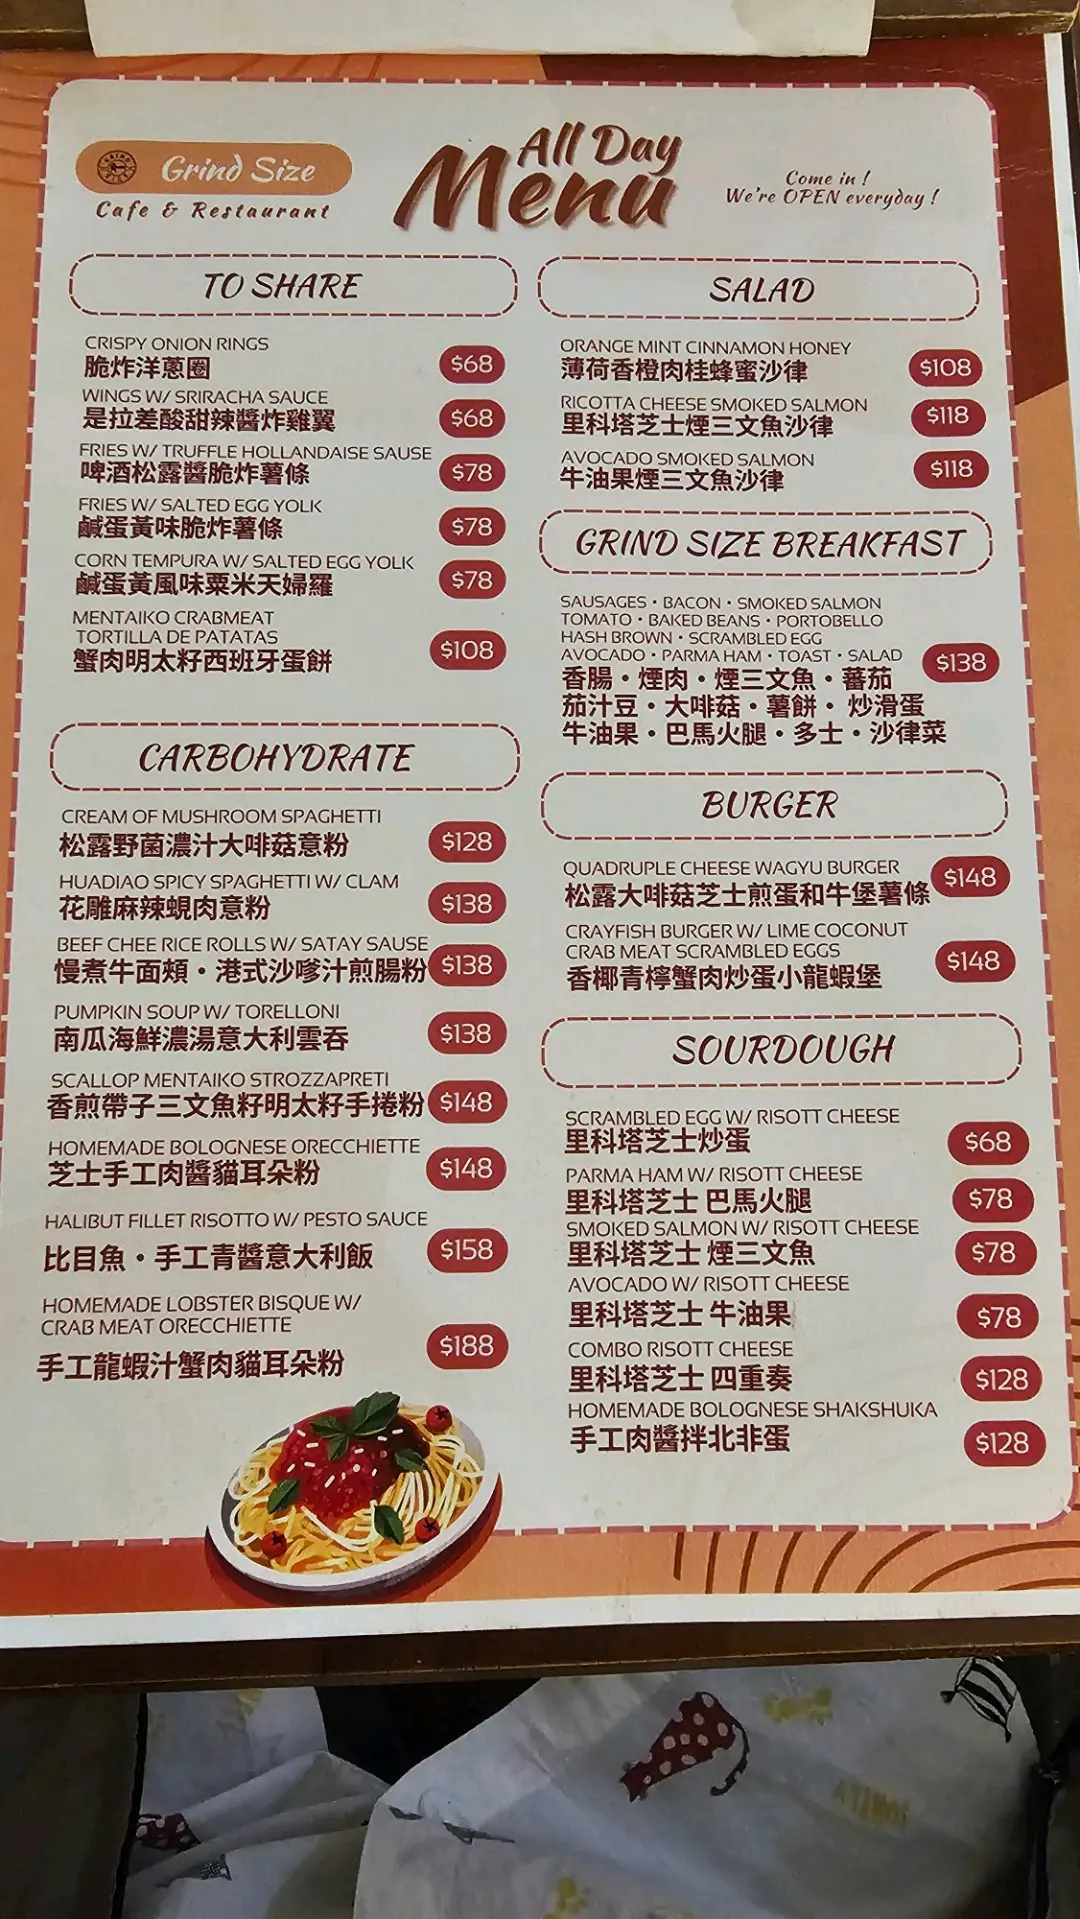 GRIND SIZE
Grind Size
Cafe & Restaurant
All Day
Menu
Come in !
We're OPEN everyday !
TO SHARE
CRISPY ONION RINGS
脆炸洋蔥圈
$68
WINGS W/ SRIRACHA SAUCE
是拉差酸甜辣醬炸雞翼
$68
FRIES W/ TRUFFLE HOLLANDAISE SAUSE
啤酒松露醬脆炸薯條
$78
FRIES W/ SALTED EGG YOLK
鹹蛋黃味脆炸薯條
$78
CORN TEMPURA W/ SALTED EGG YOLK
鹹蛋黃風味粟米天婦羅
$78
MENTAIKO CRABMEAT
TORTILLA DE PATATAS
蟹肉明太籽西班牙蛋餅
$108
CARBOHYDRATE
CREAM OF MUSHROOM SPAGHETTI
松露野菌濃汁大啡菇意粉
$128
HUADIAO SPICY SPAGHETTI W/ CLAM
花雕麻辣蜆肉意粉
$138
BEEF CHEE RICE ROLLS W/ SATAY SAUSE
慢煮牛面頰・港式沙嗲汁煎腸粉
$138
PUMPKIN SOUP W/ TORELLONI
南瓜海鮮濃湯意大利雲吞
$138
SCALLOP MENTAIKO STROZZAPRETI
香煎帶子三文魚籽明太籽手捲粉
$148
HOMEMADE BOLOGNESE ORECCHIETTE
芝士手工肉醬貓耳朵粉
$148
HALIBUT FILLET RISOTTO W/ PESTO SAUCE
比目魚・手工青醬意大利飯
$158
HOMEMADE LOBSTER BISQUE W/
CRAB MEAT ORECCHIETTE
手工龍蝦汁蟹肉貓耳朵粉
$188
SALAD
ORANGE MINT CINNAMON HONEY
薄荷香橙肉桂蜂蜜沙律
$108
RICOTTA CHEESE SMOKED SALMON
里科塔芝士煙三文魚沙律
$118
AVOCADO SMOKED SALMON
牛油果煙三文魚沙律
$118
GRIND SIZE BREAKFAST
SAUSAGES・BACON・SMOKED SALMON
TOMATO・BAKED BEANS・PORTOBELLO
HASH BROWN・SCRAMBLED EGG
AVOCADO・PARMA HAM・TOAST・SALAD
香腸・煙肉・煙三文魚・蕃茄
茄汁豆・大啡菇・薯餅・炒滑蛋
牛油果・巴馬火腿・多士・沙律菜
$138
BURGER
QUADRUPLE CHEESE WAGYU BURGER
松露大啡菇芝士煎蛋和牛堡薯條
$148
CRAYFISH BURGER W/ LIME COCONUT
CRAB MEAT SCRAMBLED EGGS
香椰青檸蟹肉炒蛋小龍蝦堡
$148
SOURDOUGH
SCRAMBLED EGG W/ RISOTT CHEESE
里科塔芝士炒蛋
$68
PARMA HAM W/ RISOTT CHEESE
里科塔芝士 巴馬火腿
$78
SMOKED SALMON W/ RISOTT CHEESE
里科塔芝士 煙三文魚
$78
AVOCADO W/ RISOTT CHEESE
里科塔芝士 牛油果
$78
COMBO RISOTT CHEESE
里科塔芝士 四重奏
$128
HOMEMADE BOLOGNESE SHAKSHUKA
手工肉醬拌北非蛋
$128